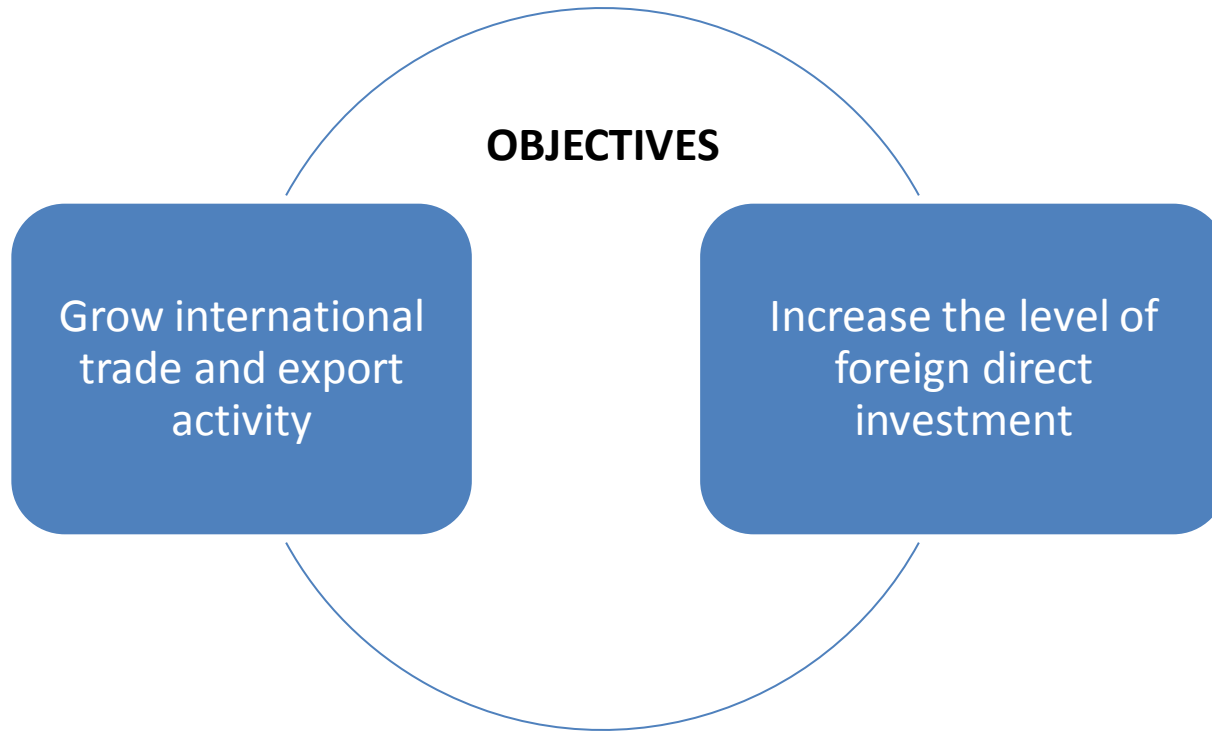 OBJECTIVES
Grow international
trade and export
activity
Increase the level of
foreign direct
investment